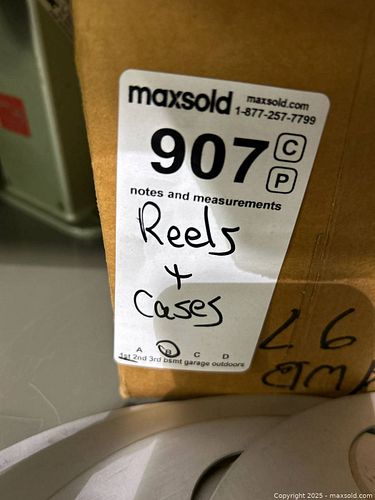 maxsold maxsold.com
1-877-257-7799
907 C
P
notes and measurements
Reels
+
Cases
A B C D
1st 2nd 3rd bsmt garage outdoors
Copyright 2025 - maxsold.com